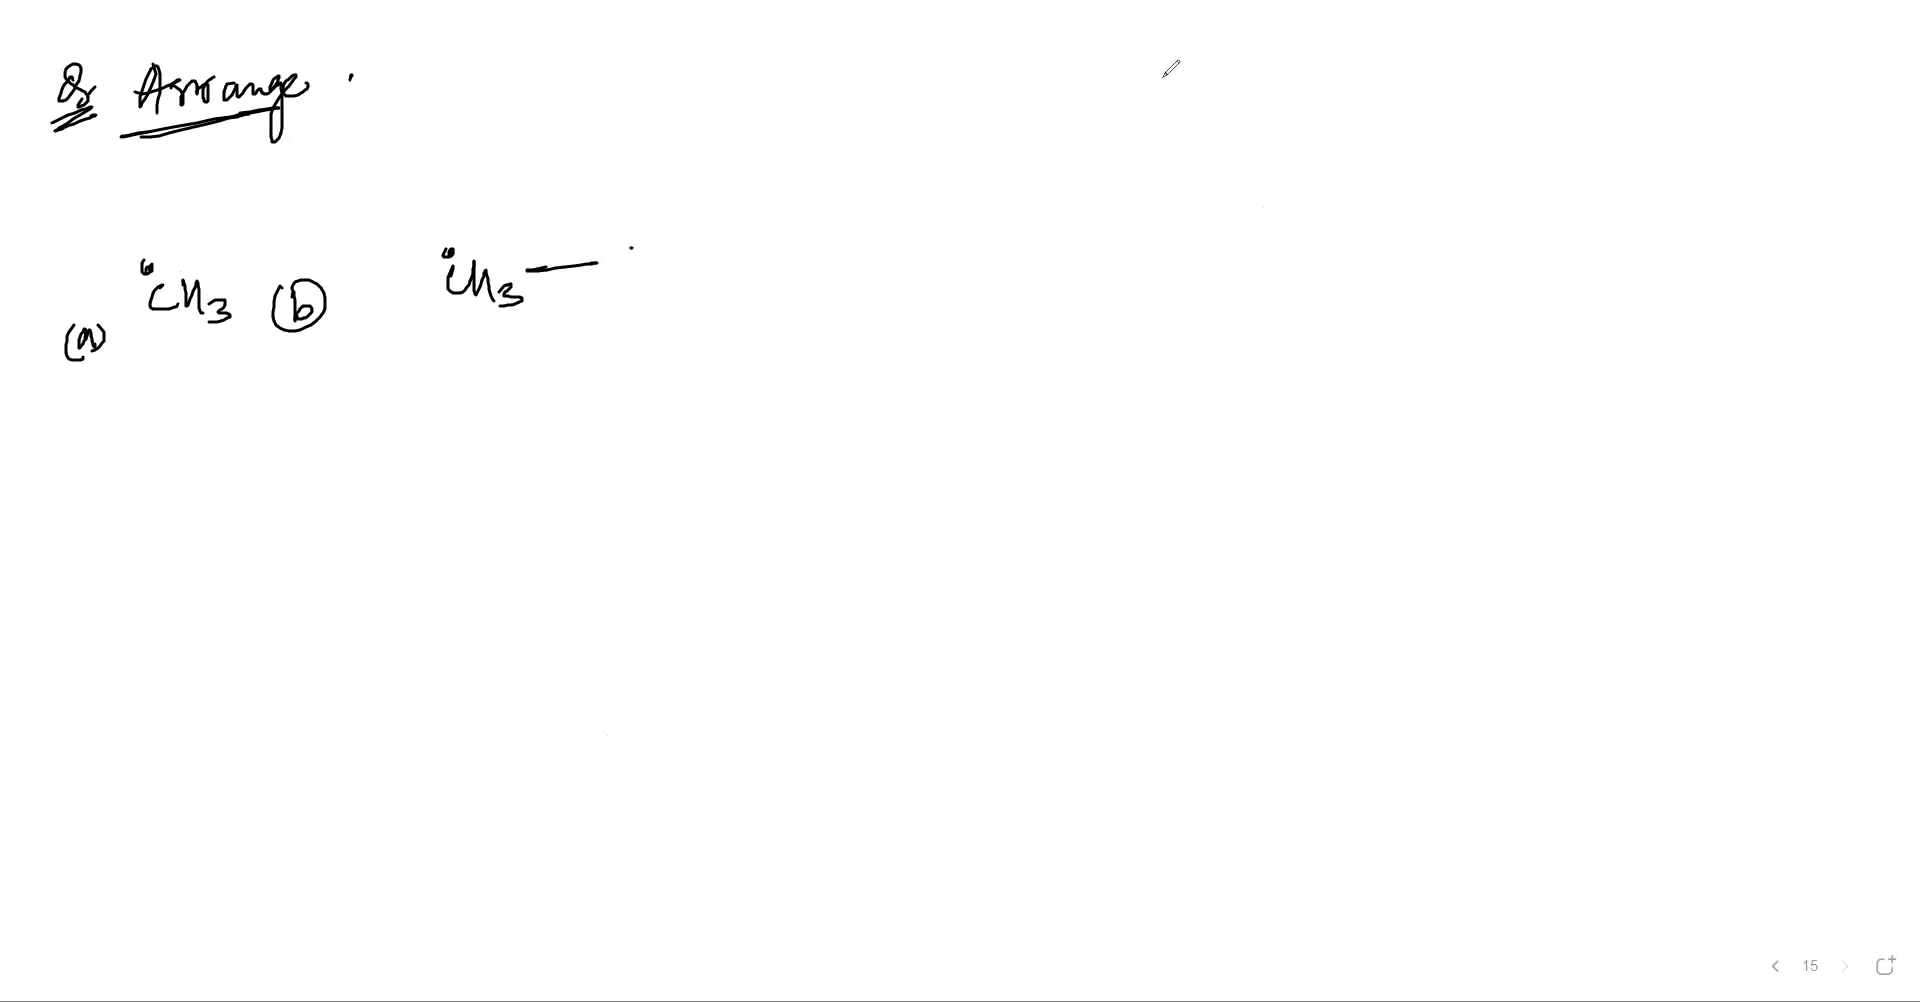 Q Arrange .
(a) •CH3 (b) •CH3 — .
15